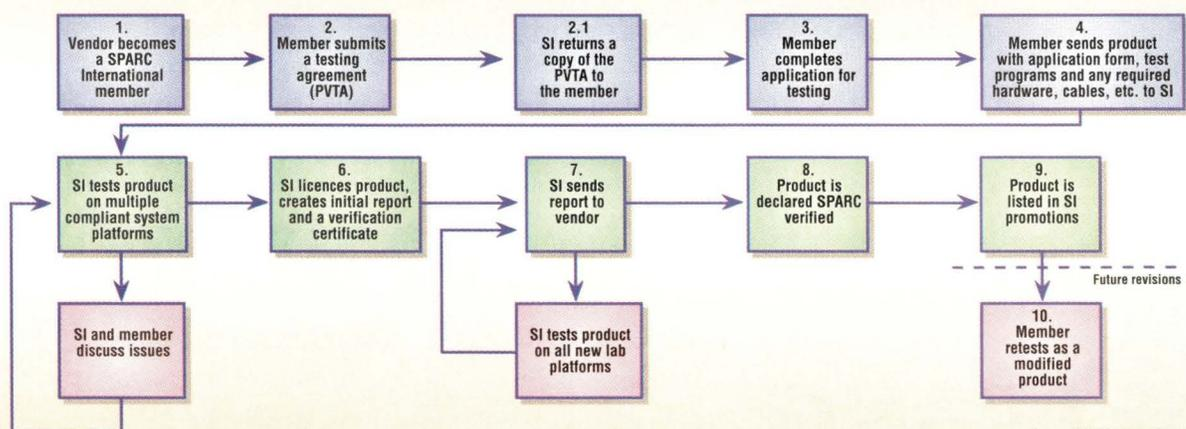 1.
Vendor becomes
a SPARC
International
member
2.
Member submits
a testing
agreement
(PVTA)
2.1
SI returns a
copy of the
PVTA to
the member
3.
Member
completes
application for
testing
4.
Member sends product
with application form, test
programs and any required
hardware, cables, etc. to SI
5.
SI tests product
on multiple
compliant system
platforms
6.
SI licences product,
creates initial report
and a verification
certificate
7.
SI sends
report to
vendor
8.
Product is
declared SPARC
verified
9.
Product is
listed in SI
promotions
Future revisions
SI and member
discuss issues
SI tests product
on all new lab
platforms
10.
Member
retests as a
modified
product